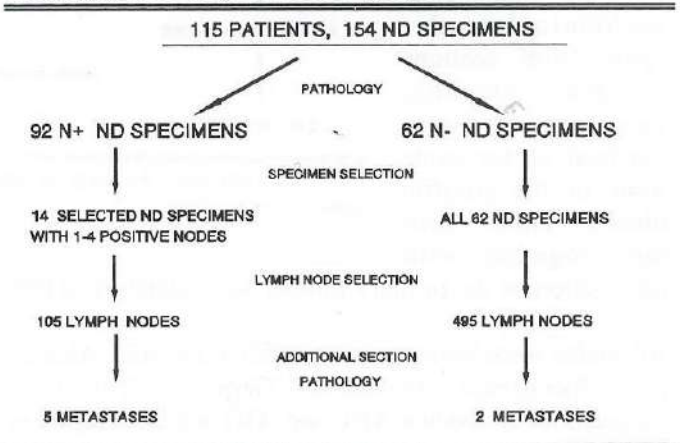 115 PATIENTS, 154 ND SPECIMENS
PATHOLOGY
92 N+ ND SPECIMENS
62 N- ND SPECIMENS
SPECIMEN SELECTION
14 SELECTED ND SPECIMENS
WITH 1-4 POSITIVE NODES
ALL 62 ND SPECIMENS
LYMPH NODE SELECTION
105 LYMPH NODES
495 LYMPH NODES
ADDITIONAL SECTION
PATHOLOGY
5 METASTASES
2 METASTASES